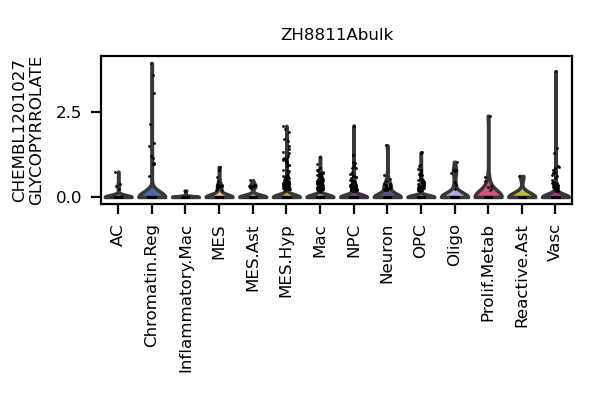 ZH8811Abulk
CHEMBL1201027
GLYCOPYRROLATE
2.5
0.0
AC
Chromatin.Reg
Inflammatory.Mac
MES
MES.Ast
MES.Hyp
Mac
NPC
Neuron
OPC
Oligo
Prolif.Metab
Reactive.Ast
Vasc